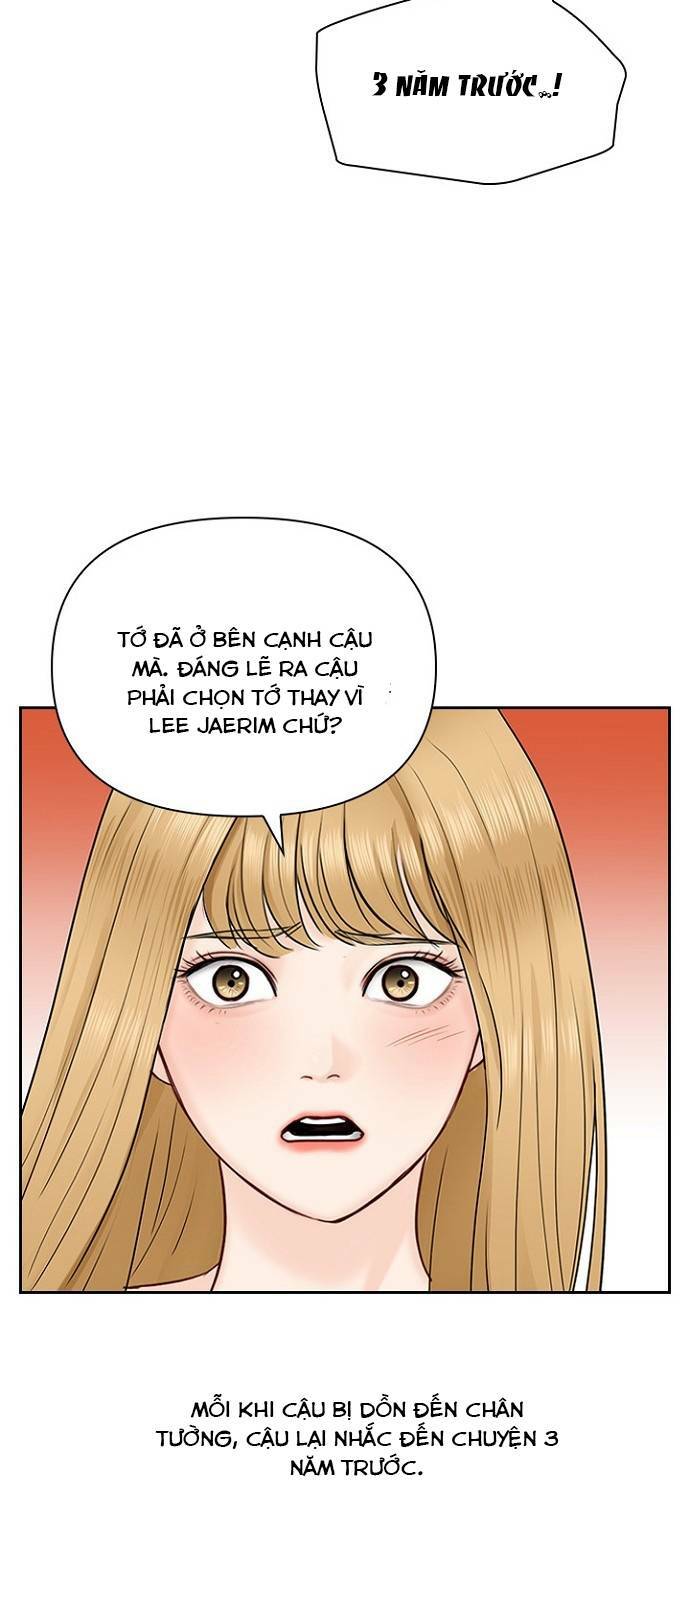 3 NĂM TRƯỚC..!
TỚ ĐÃ Ở BÊN CẠNH CẬU
MÀ. ĐÁNG LẼ RA CẬU
PHẢI CHỌN TỚ THAY VÌ
LEE JAERIM CHỨ?
MỖI KHI CẬU BỊ DỒN ĐẾN CHÂN
TƯỜNG, CẬU LẠI NHẮC ĐẾN CHUYỆN 3
NĂM TRƯỚC.